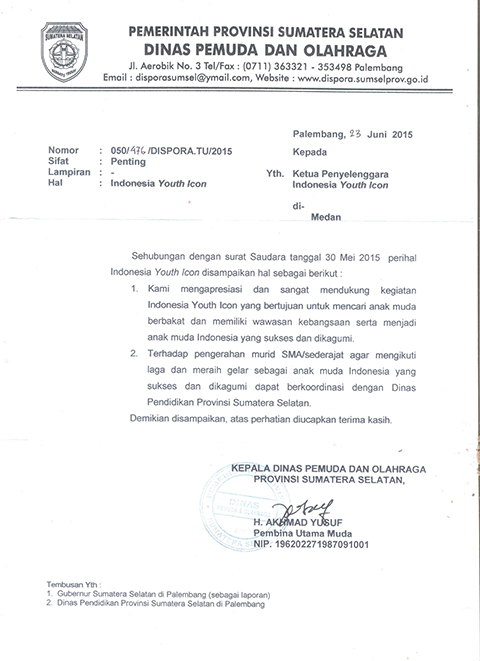 SUMATERA SELATAN
PEMERINTAH PROVINSI SUMATERA SELATAN
DINAS PEMUDA DAN OLAHRAGA
Jl. Aerobik No. 3 Tel/Fax : (0711) 363321 - 353498 Palembang
Email : disporasumsel@ymail.com, Website : www.dispora.sumselprov.go.id
Palembang, 23 Juni 2015
Nomor : 050/476/DISPORA.TU/2015
Kepada
Sifat : Penting
Lampiran : -
Yth. Ketua Penyelenggara
Hal : Indonesia Youth Icon
Indonesia Youth Icon
di-
Medan
Sehubungan dengan surat Saudara tanggal 30 Mei 2015 perihal
Indonesia Youth Icon disampaikan hal sebagai berikut :
1. Kami mengapresiasi dan sangat mendukung kegiatan
Indonesia Youth Icon yang bertujuan untuk mencari anak muda
berbakat dan memiliki wawasan kebangsaan serta menjadi
anak muda Indonesia yang sukses dan dikagumi.
2. Terhadap pengerahan murid SMA/sederajat agar mengikuti
laga dan meraih gelar sebagai anak muda Indonesia yang
sukses dan dikagumi dapat berkoordinasi dengan Dinas
Pendidikan Provinsi Sumatera Selatan.
Demikian disampaikan, atas perhatian diucapkan terima kasih.
KEPALA DINAS PEMUDA DAN OLAHRAGA
PROVINSI SUMATERA SELATAN,
DINAS
H. AKHMAD YUSUF
Pembina Utama Muda
NIP. 196202271987091001
Tembusan Yth :
1. Gubernur Sumatera Selatan di Palembang (sebagai laporan)
2. Dinas Pendidikan Provinsi Sumatera Selatan di Palembang